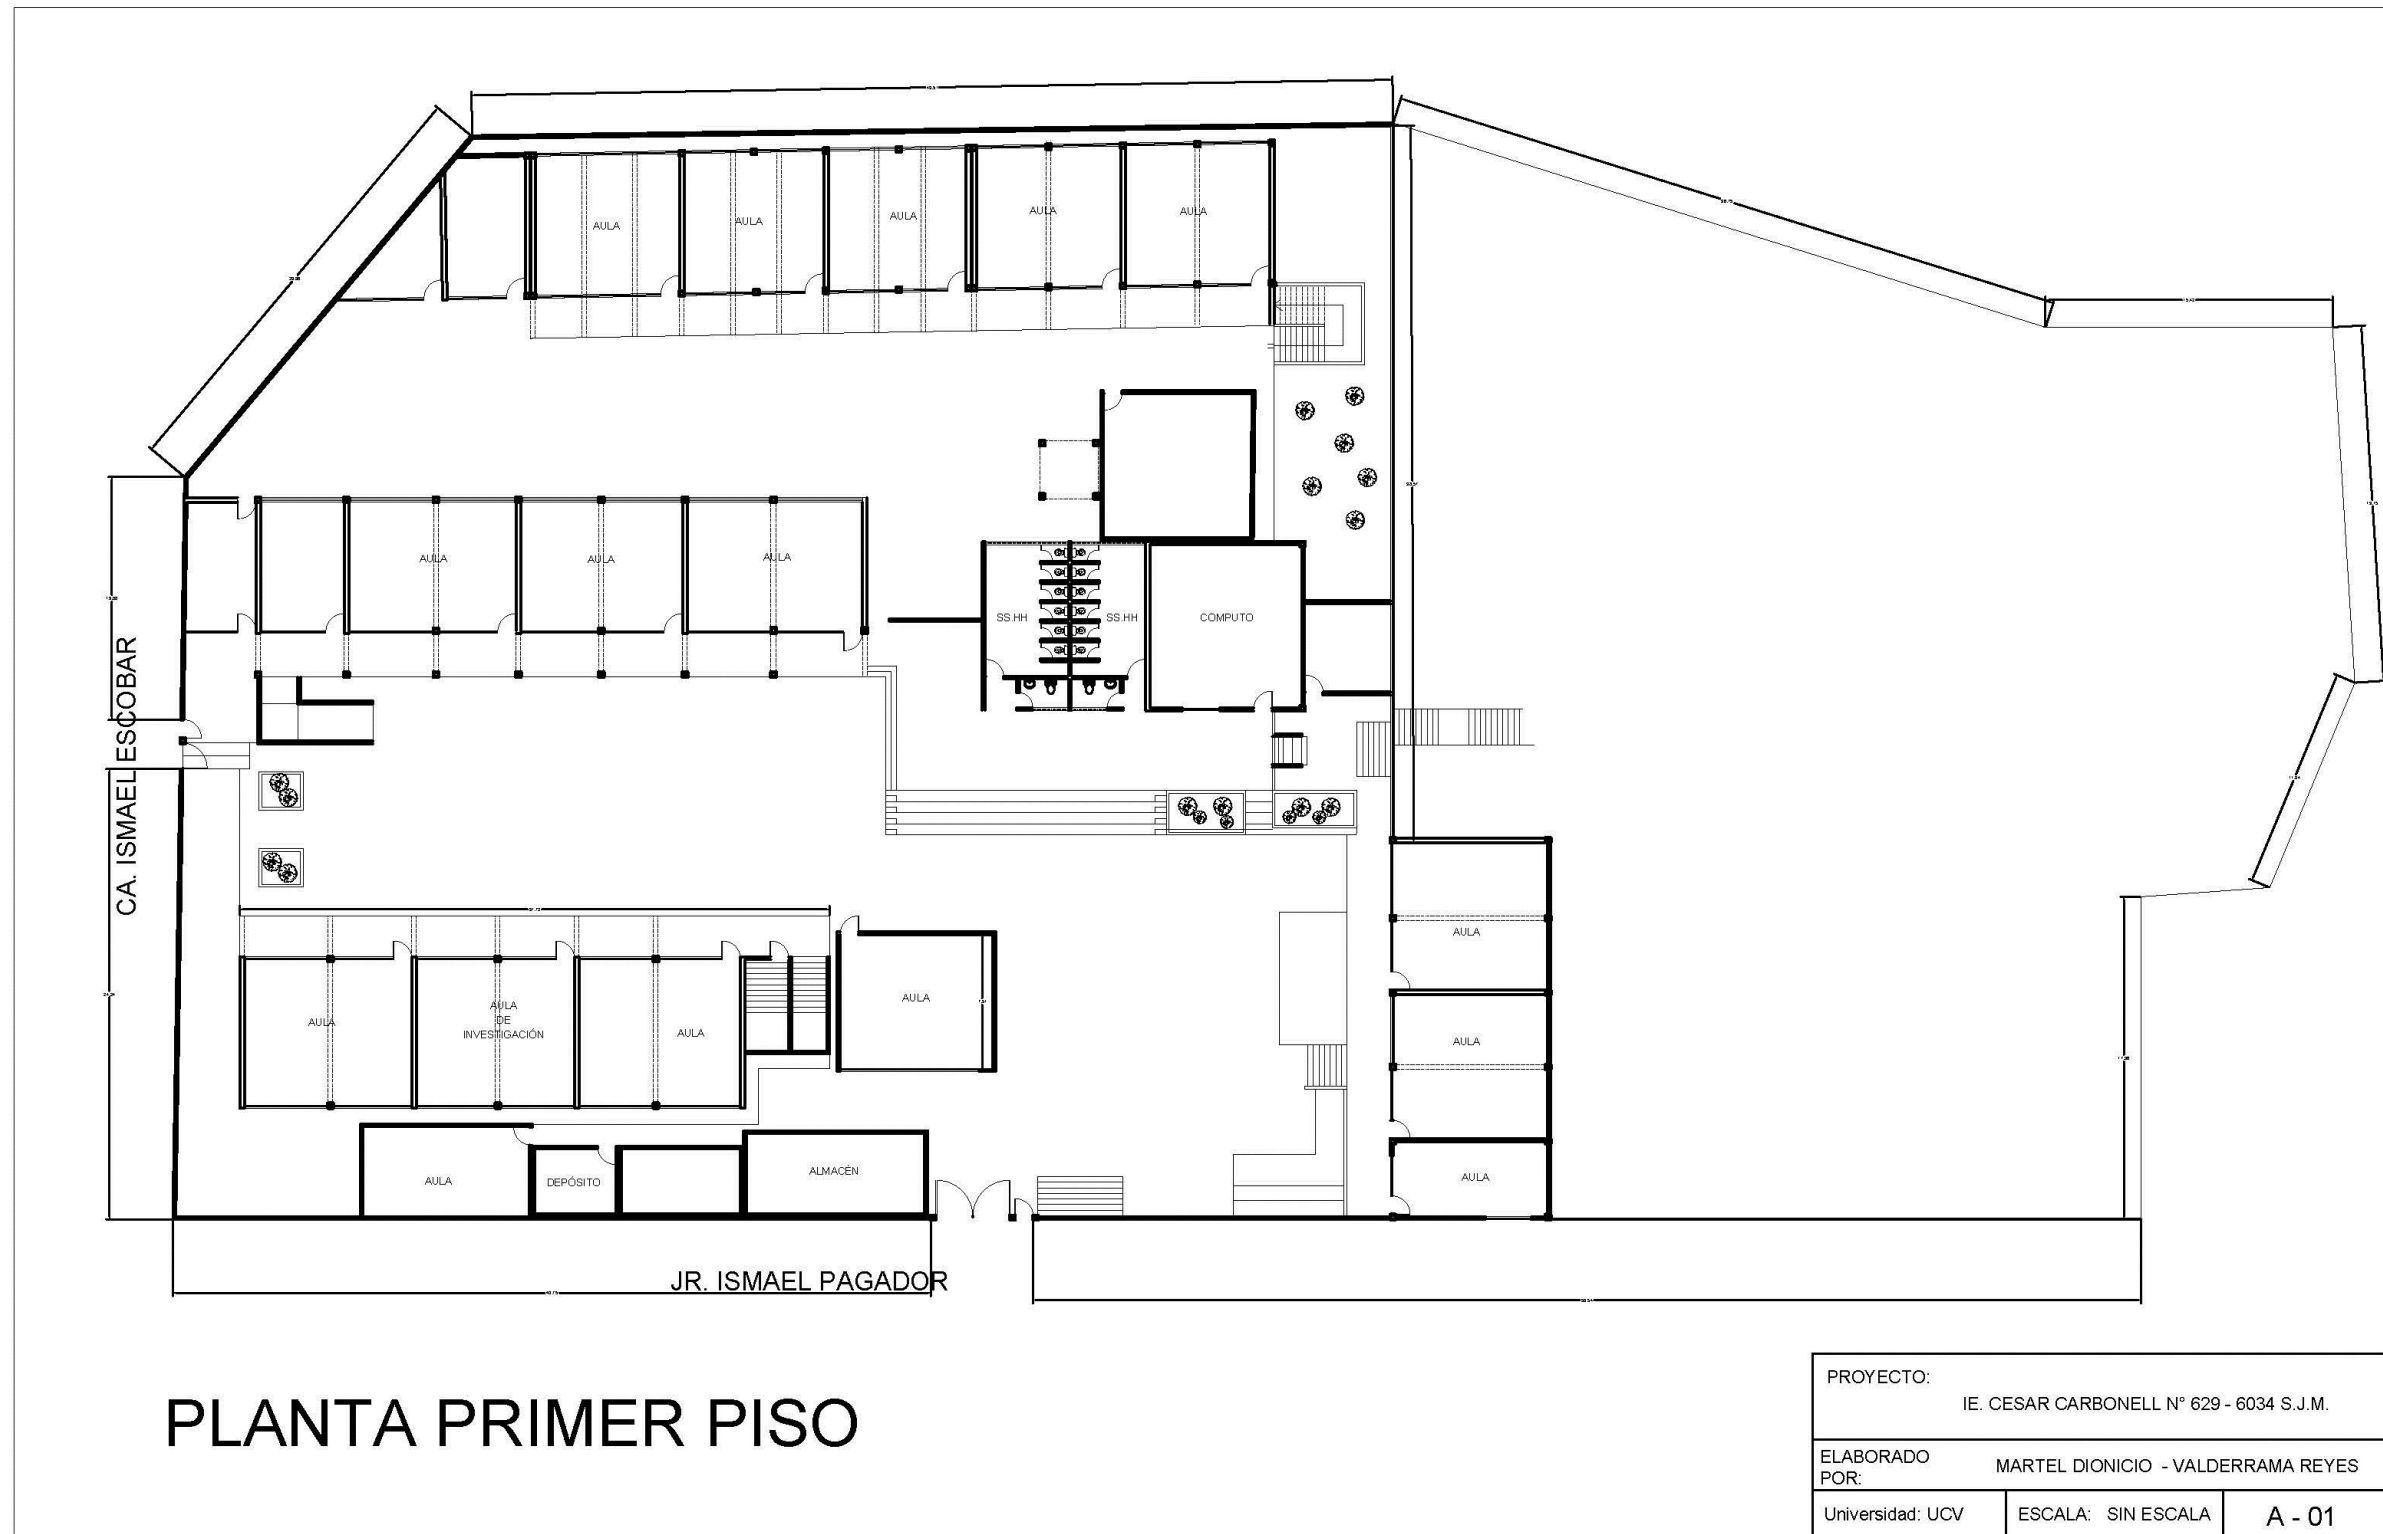 AULA
AULA
AULA
AULA
AULA
AULA
AULA
AULA
SS.HH
SS.HH
COMPUTO
CA. ISMAEL ESCOBAR
AULA
AULA
AULA
DE
INVESTIGACIÓN
AULA
AULA
AULA
AULA
DEPÓSITO
ALMACÉN
AULA
JR. ISMAEL PAGADOR
PLANTA PRIMER PISO
PROYECTO:
IE. CESAR CARBONELL N° 629 - 6034 S.J.M.
ELABORADO
POR:
MARTEL DIONICIO - VALDERRAMA REYES
Universidad: UCV
ESCALA: SIN ESCALA
A - 01